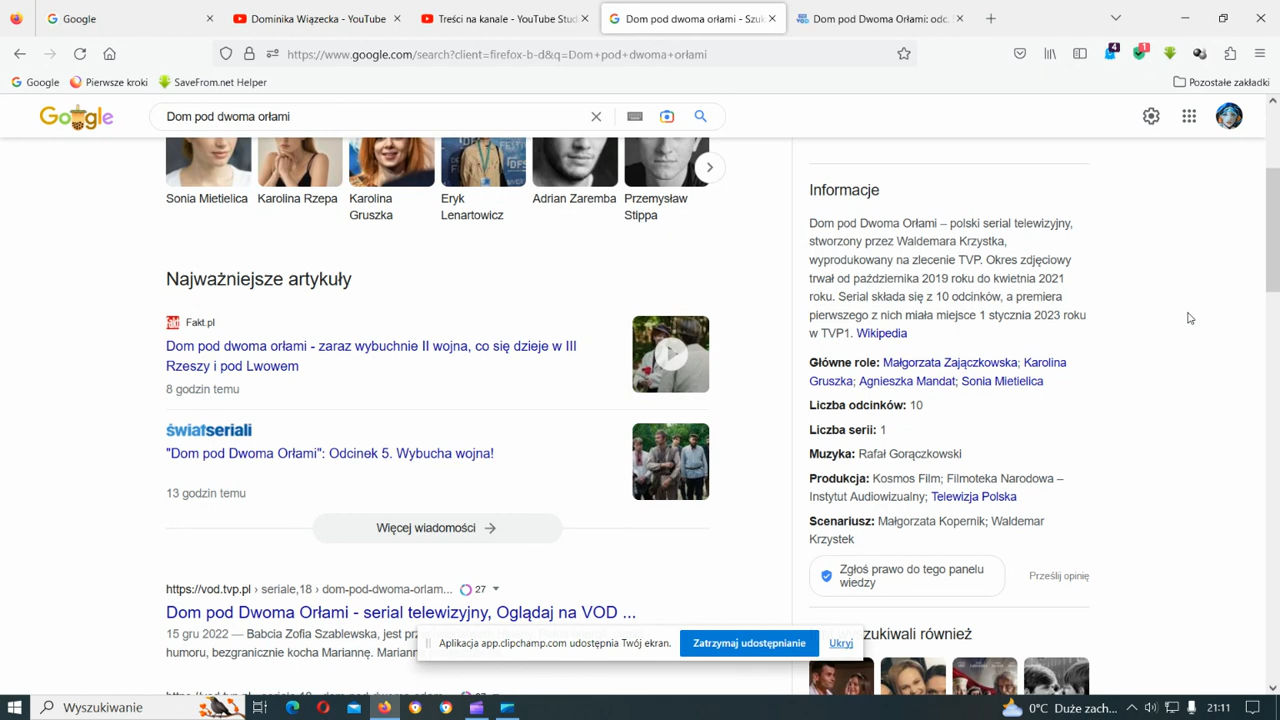 Google
Dominika Wiązecka - YouTube
Treści na kanale - YouTube Stud
Dom pod dwoma orłami - Szuk
Dom pod Dwoma Orłami: odc.
https://www.google.com/search?client=firefox-b-d&q=Dom+pod+dwoma+orłami
4
1
Google
Pierwsze kroki
SaveFrom.net Helper
Pozostałe zakładki
Dom pod dwoma orłami
Sonia Mietielica
Karolina Rzepa
Karolina
Gruszka
Eryk
Lenartowicz
Adrian Zaremba
Przemysław
Stippa
Najważniejsze artykuły
Fakt.pl
Dom pod dwoma orłami - zaraz wybuchnie II wojna, co się dzieje w III
Rzeszy i pod Lwowem
8 godzin temu
światseriali
"Dom pod Dwoma Orłami": Odcinek 5. Wybucha wojna!
13 godzin temu
Więcej wiadomości
https://vod.tvp.pl › seriale,18 › dom-pod-dwoma-orlam...
27
Dom pod Dwoma Orłami - serial telewizyjny, Oglądaj na VOD ...
15 gru 2022 — Babcia Zofia Szablewska, jest
humoru, bezgranicznie kocha Mariannę.
Informacje
Dom pod Dwoma Orłami – polski serial telewizyjny,
stworzony przez Waldemara Krzystka,
wyprodukowany na zlecenie TVP. Okres zdjęciowy
trwał od października 2019 roku do kwietnia 2021
roku. Serial składa się z 10 odcinków, a premiera
pierwszego z nich miała miejsce 1 stycznia 2023 roku
w TVP1. Wikipedia
Główne role: Małgorzata Zajączkowska; Karolina
Gruszka; Agnieszka Mandat; Sonia Mietielica
Liczba odcinków: 10
Liczba serii: 1
Muzyka: Rafał Gorączkowski
Produkcja: Kosmos Film; Filmoteka Narodowa –
Instytut Audiowizualny; Telewizja Polska
Scenariusz: Małgorzata Kopernik; Waldemar
Krzystek
Zgłoś prawo do tego panelu
wiedzy
Prześlij opinię
szukiwali również
Aplikacja app.clipchamp.com udostępnia Twój ekran.
Zatrzymaj udostępnianie
Ukryj
Wyszukiwanie
0°C Duże zach...
21:11